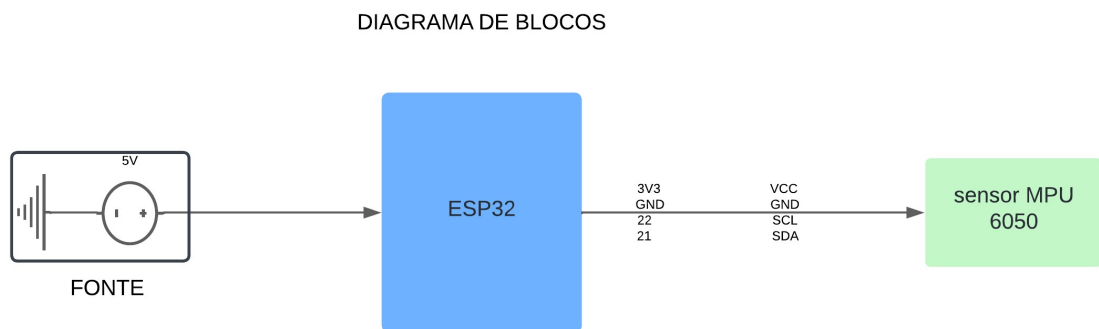 DIAGRAMA DE BLOCOS
5V
FONTE
ESP32
3V3 VCC
GND GND
22 SCL
21 SDA
sensor MPU
6050